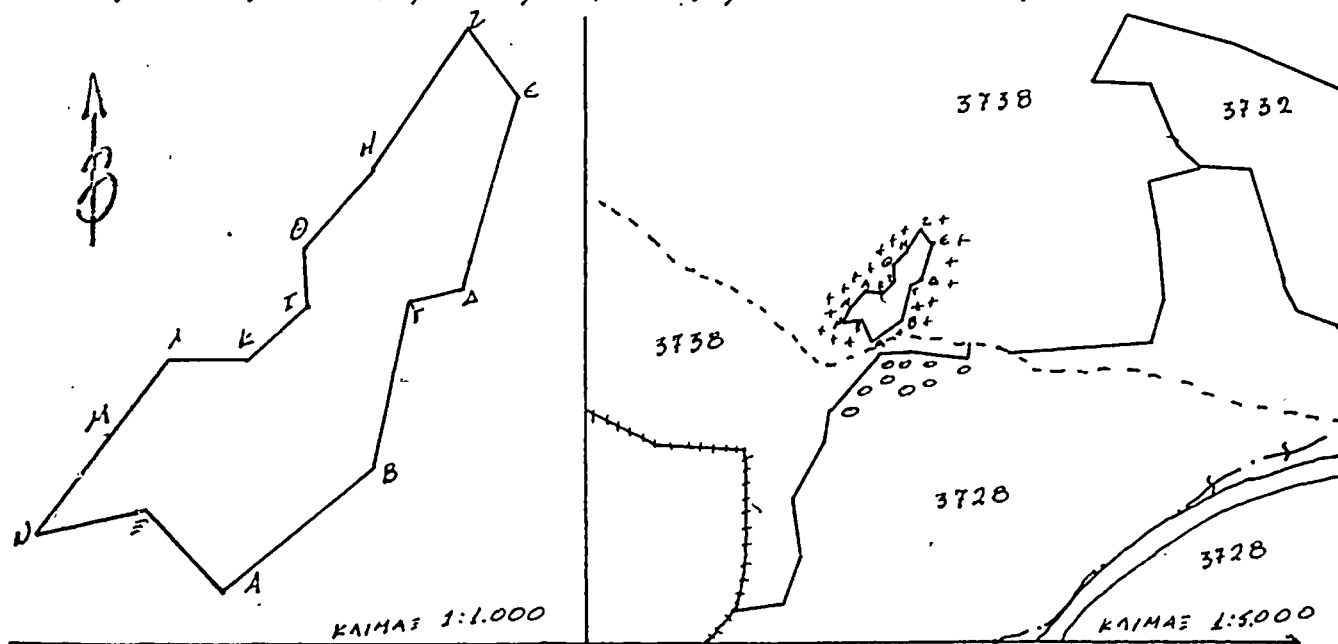 Ζ
Ε
Η
Θ
Ι
Δ
Γ
Λ
Κ
Μ
Β
Ν
Ξ
Α
ΚΛΙΜΑΞ 1:1.000
3738
3732
Ζ
Ε
Η
Θ
Δ
Γ
Β
3738
3728
3728
ΚΛΙΜΑΞ 1:5.000